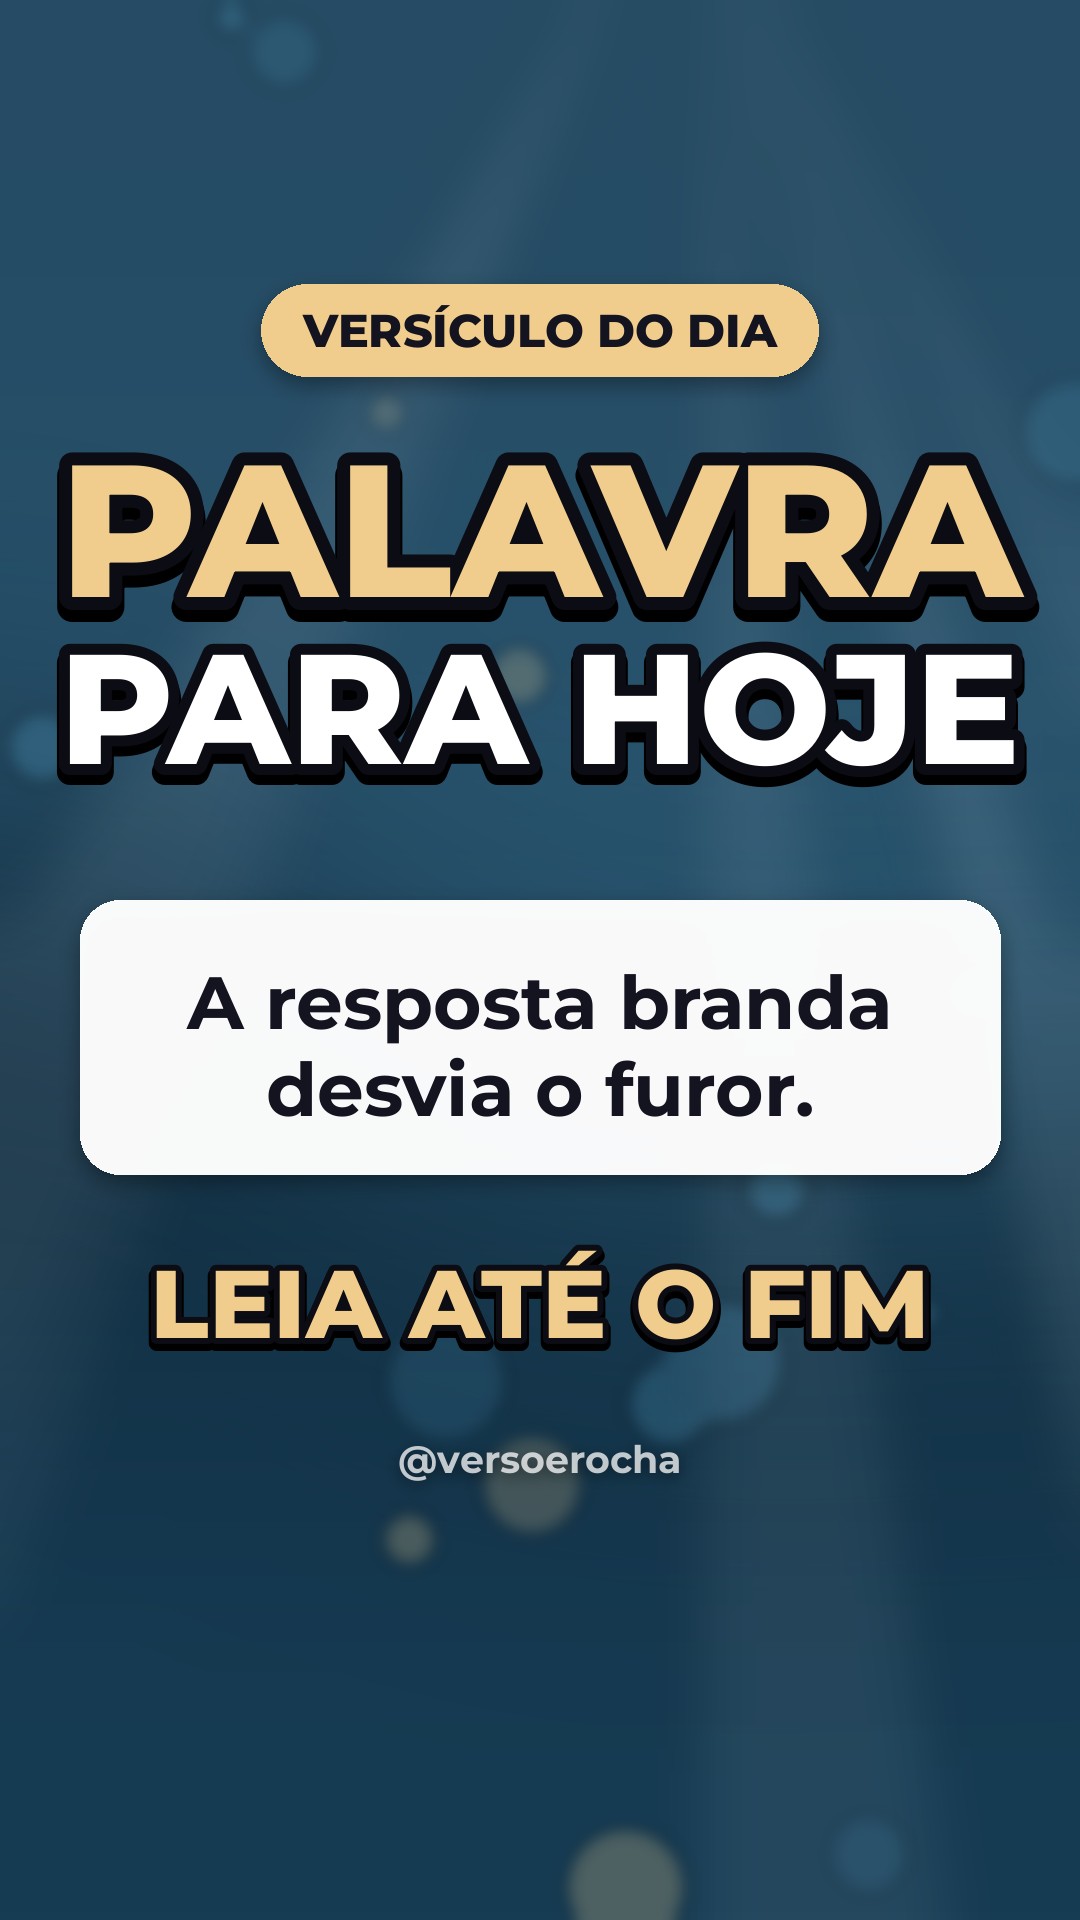 VERSÍCULO DO DIA
PALAVRA
PARA HOJE
A resposta branda
desvia o furor.
LEIA ATÉ O FIM
@versoerocha